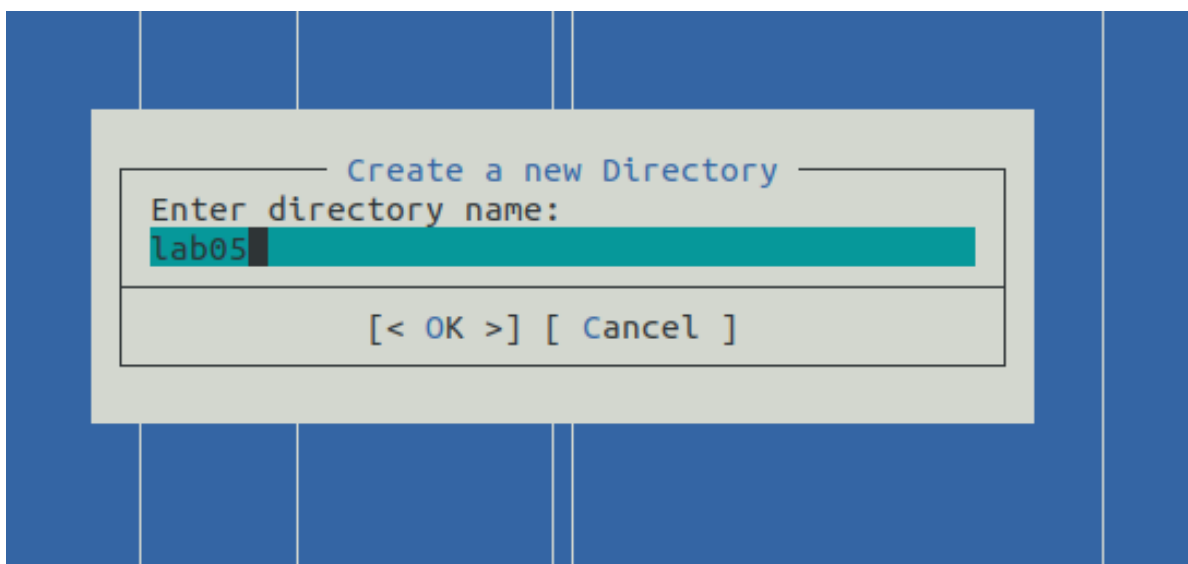 Create a new Directory
Enter directory name:
lab05
[< OK >] [ Cancel ]